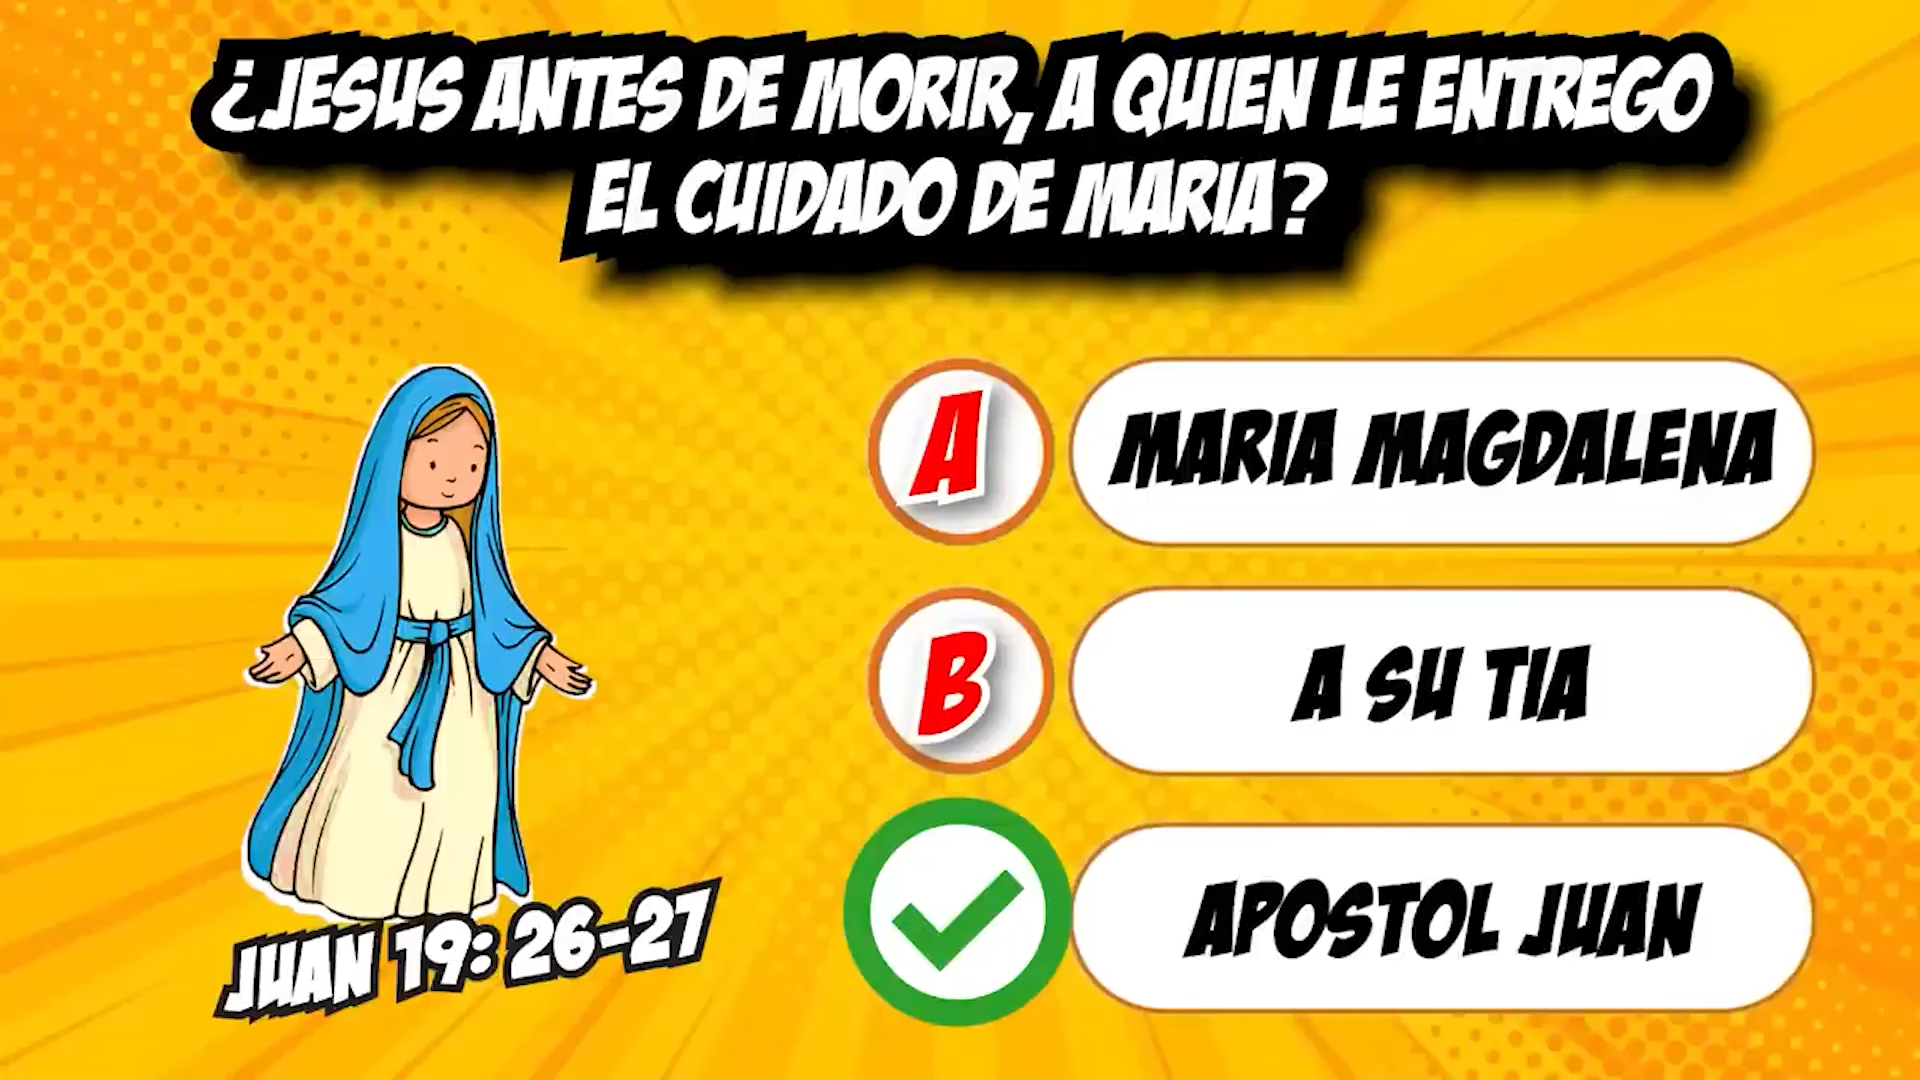 ¿JESUS ANTES DE MORIR, A QUIEN LE ENTREGO
EL CUIDADO DE MARIA?
A
MARIA MAGDALENA
B
A SU TIA
APOSTOL JUAN
JUAN 19: 26-27